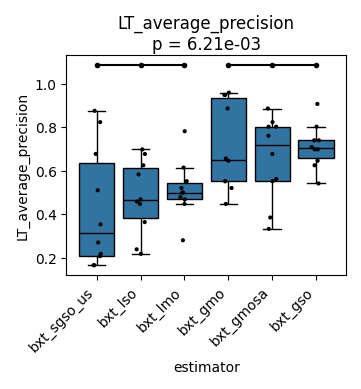 LT_average_precision
p = 6.21e-03
LT_average_precision
1.0
0.8
0.6
0.4
0.2
bxt_sgso_us
bxt_lso
bxt_lmo
bxt_gmo
bxt_gmosa
bxt_gso
estimator